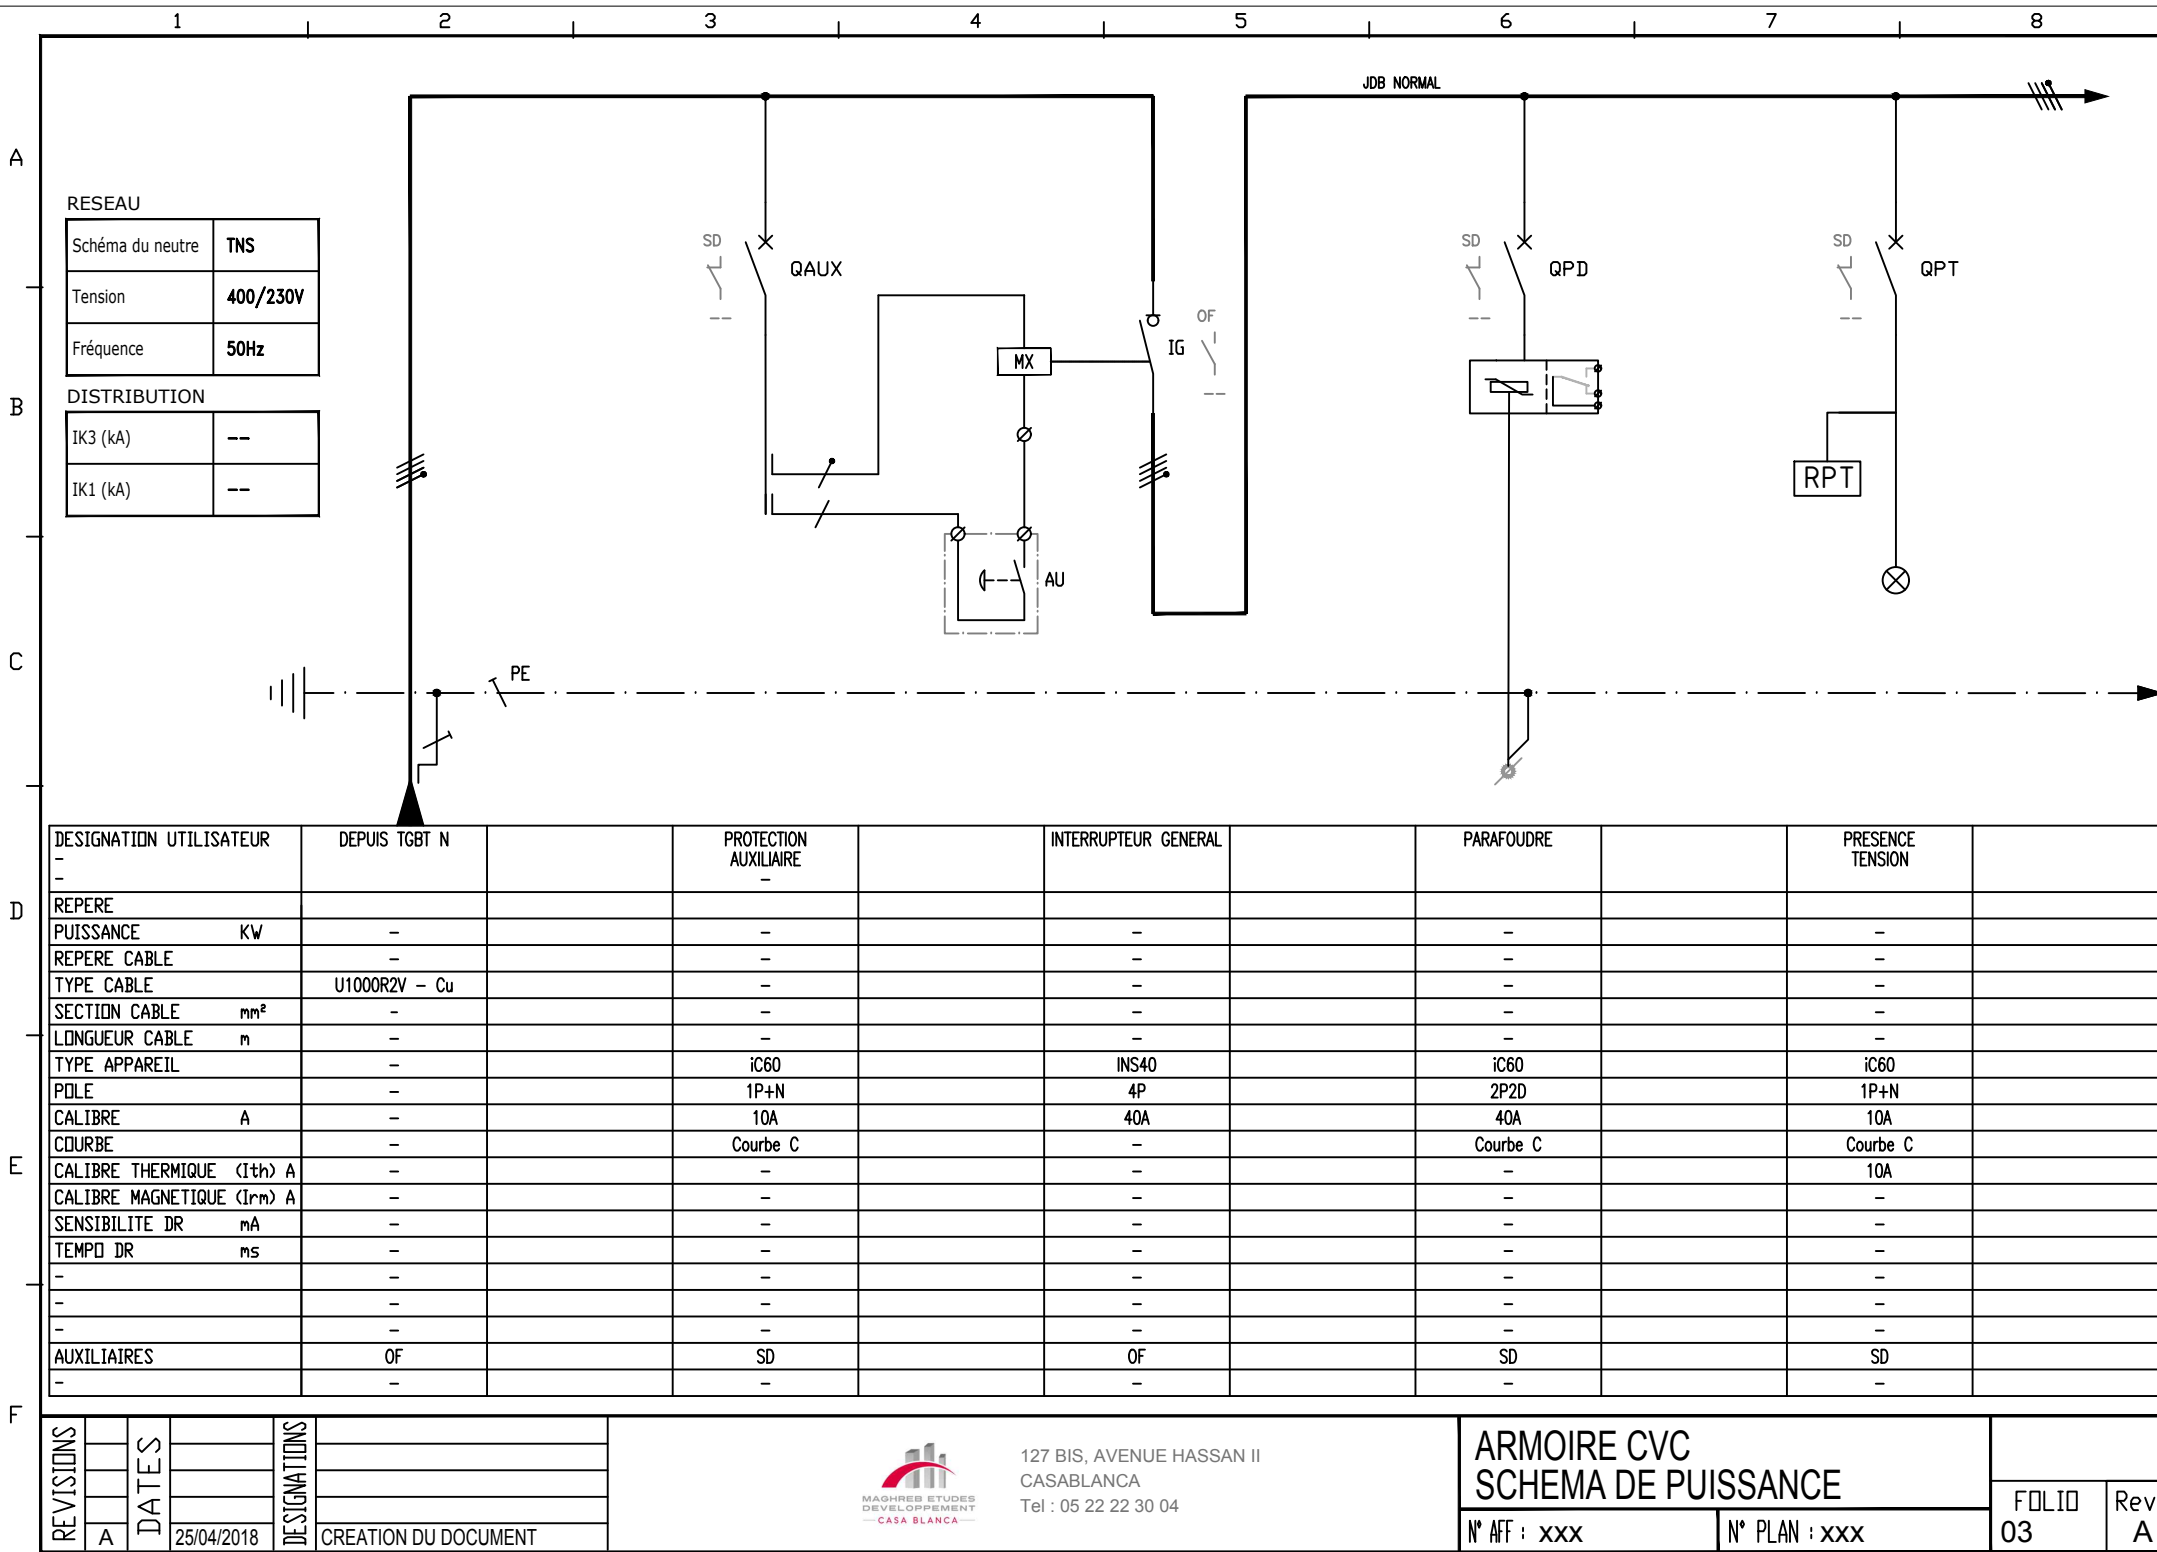 1 2 3 4 5 6 7 8
JDB NORMAL
A
RESEAU
Schéma du neutre TNS
Tension 400/230V
Fréquence 50Hz
DISTRIBUTION
IK3 (kA) --
IK1 (kA) --
SD
QAUX
--
MX
IG
OF
--
AU
SD
QPD
--
SD
QPT
--
RPT
B
C
PE
DESIGNATION UTILISATEUR DEPUIS TGBT N PROTECTION INTERRUPTEUR GENERAL PARAFOUDRE PRESENCE
- AUXILIAIRE TENSION
- -
D
REPERE
PUISSANCE KW - - - - -
REPERE CABLE - - - - -
TYPE CABLE U1000R2V - Cu - - - -
SECTION CABLE mm² - - - - -
LONGUEUR CABLE m - - - - -
TYPE APPAREIL - iC60 INS40 iC60 iC60
POLE - 1P+N 4P 2P2D 1P+N
CALIBRE A - 10A 40A 40A 10A
COURBE - Courbe C - Courbe C Courbe C
E
CALIBRE THERMIQUE (Ith) A - - - - 10A
CALIBRE MAGNETIQUE (Irm) A - - - - -
SENSIBILITE DR mA - - - - -
TEMPO DR ms - - - - -
- - - - - -
- - - - - -
- - - - - -
AUXILIAIRES OF SD OF SD SD
- - - - - -
F
REVISIONS
A
DATES
25/04/2018
DESIGNATIONS
CREATION DU DOCUMENT
MAGHREB ETUDES
DEVELOPPEMENT
CASA BLANCA
127 BIS, AVENUE HASSAN II
CASABLANCA
Tel : 05 22 22 30 04
ARMOIRE CVC
SCHEMA DE PUISSANCE
N° AFF : XXX
N° PLAN : XXX
FOLIO
03
Rev
A